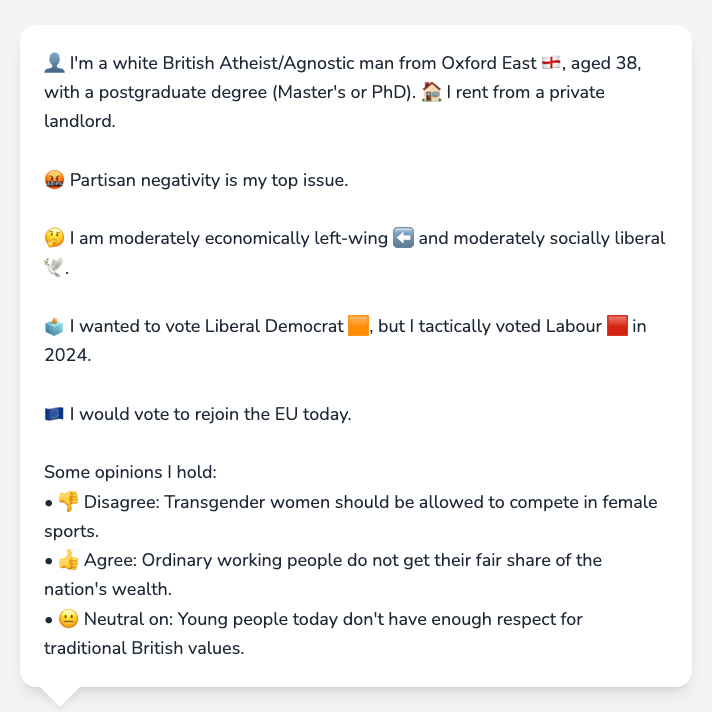 👤 I'm a white British Atheist/Agnostic man from Oxford East 🏴󠁧󠁢󠁥󠁮󠁧󠁿, aged 38,
with a postgraduate degree (Master's or PhD). 🏠 I rent from a private
landlord.
🤬 Partisan negativity is my top issue.
🤔 I am moderately economically left-wing ⬅️ and moderately socially liberal
🕊️.
🗳️ I wanted to vote Liberal Democrat 🟧, but I tactically voted Labour 🟥 in
2024.
🇪🇺 I would vote to rejoin the EU today.
Some opinions I hold:
• 👎 Disagree: Transgender women should be allowed to compete in female
sports.
• 👍 Agree: Ordinary working people do not get their fair share of the
nation's wealth.
• 😐 Neutral on: Young people today don't have enough respect for
traditional British values.